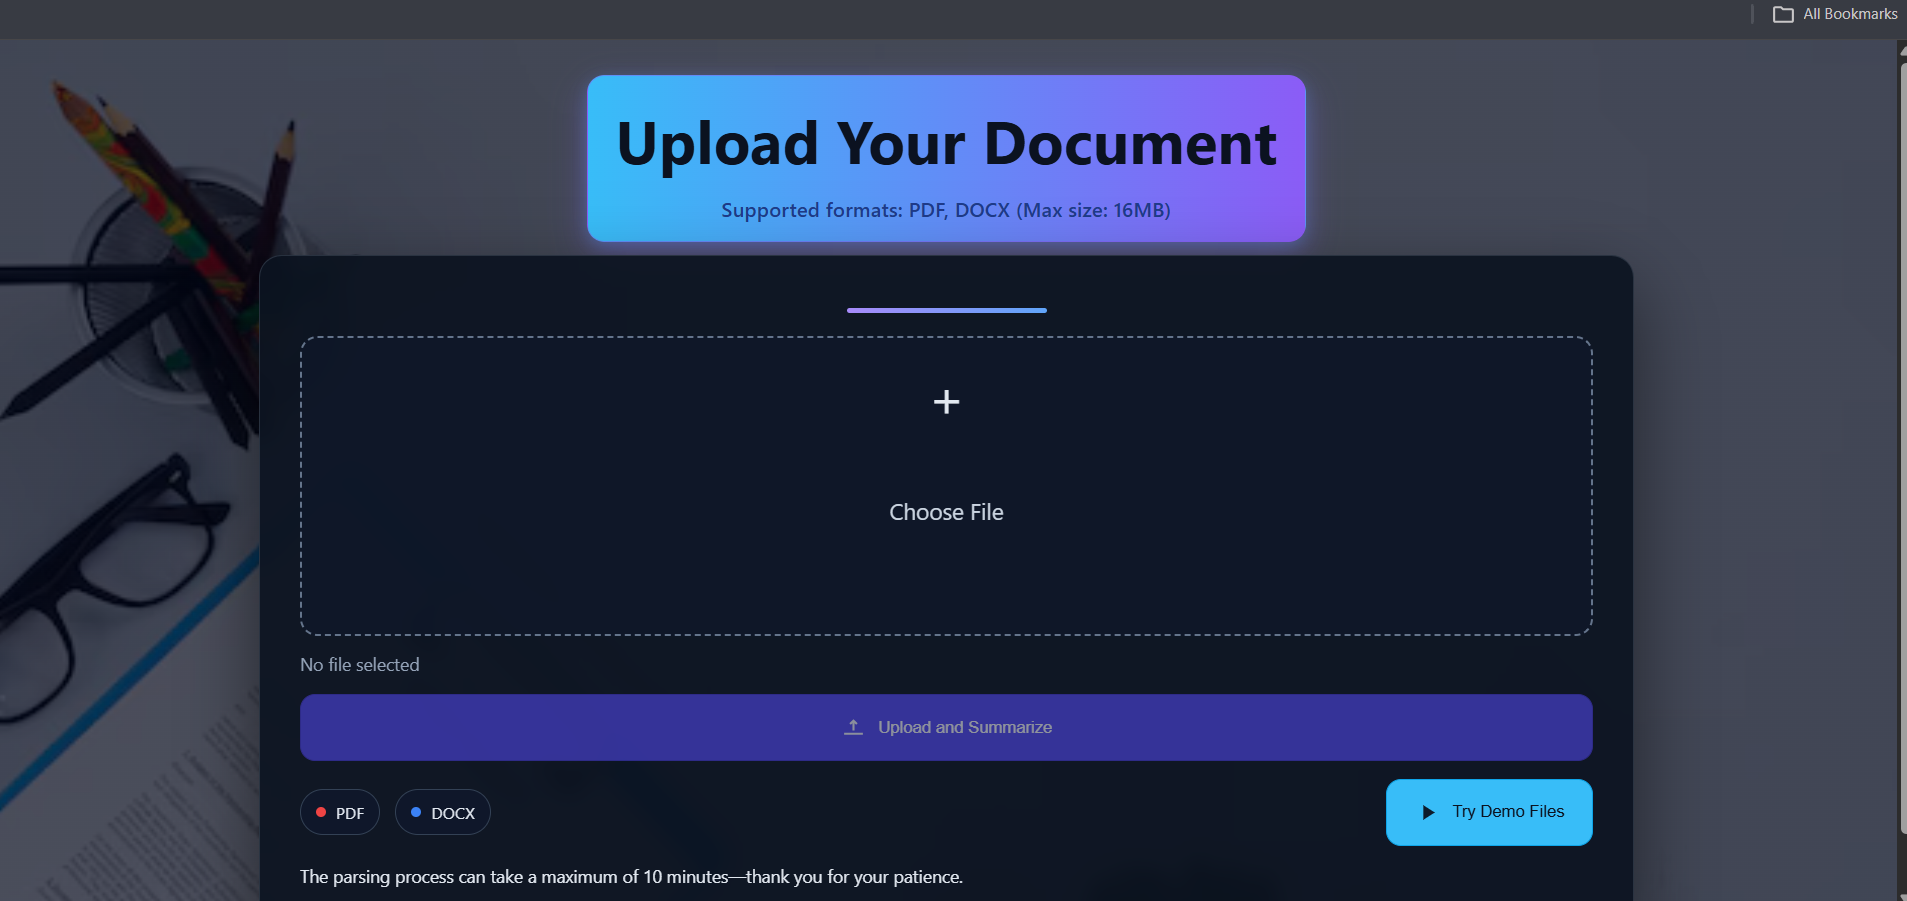 All Bookmarks
Upload Your Document
Supported formats: PDF, DOCX (Max size: 16MB)
+
Choose File
No file selected
Upload and Summarize
PDF
DOCX
Try Demo Files
The parsing process can take a maximum of 10 minutes—thank you for your patience.